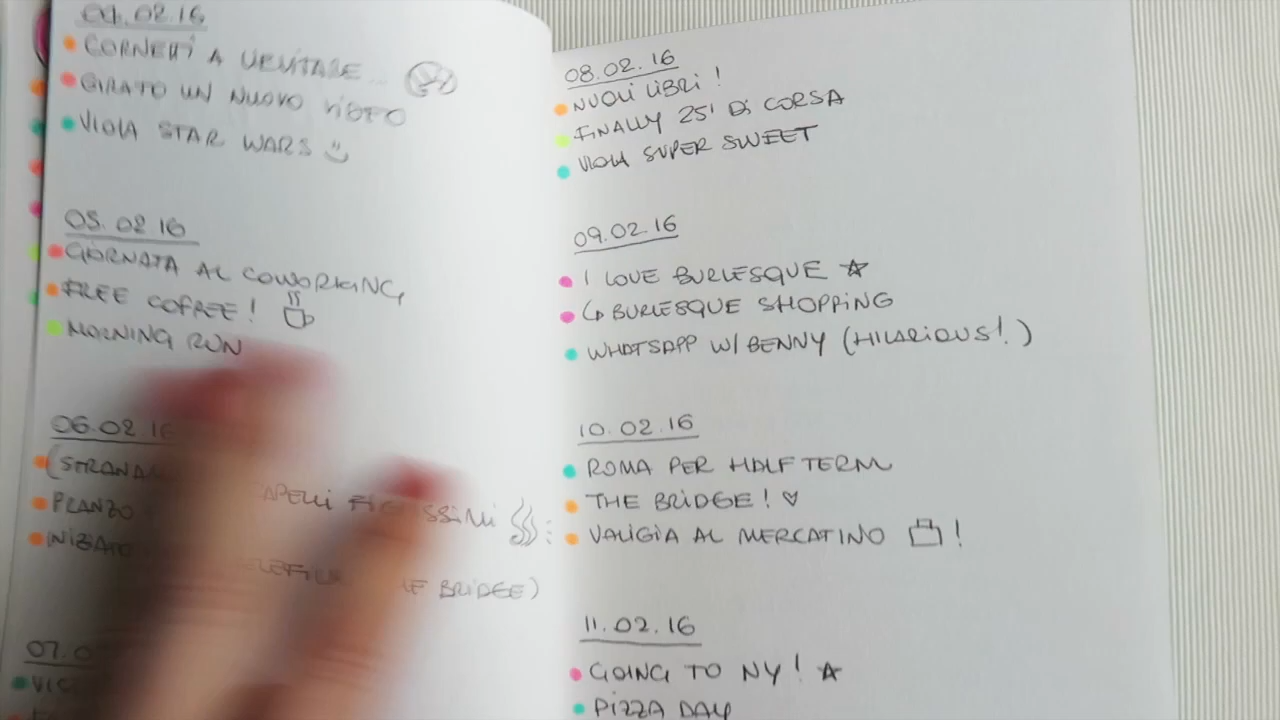 04.02.16
CORNETTI A
GIRATO UN NUOVO VIDEO
VIOLA STAR WARS
05.02 16
GIORNATA AL COWORKING
FREE COFFEE!
MORNING RUN
06.02.16
PRANZO
BRIDGE)
08.02.16
NUOVI LIBRI!
FINALLY 25' DI CORSA
VIOLA SUPER SWEET
09.02.16
I LOVE BURLESQUE ☆
↳ BURLESQUE SHOPPING
WHATSAPP W/ BENNY (HILARIOUS!)
10.02.16
ROMA PER HALF TERM
THE BRIDGE! ♡
VALIGIA AL MERCATINO !
11.02.16
GOING TO NY! ☆
PIZZA DAY